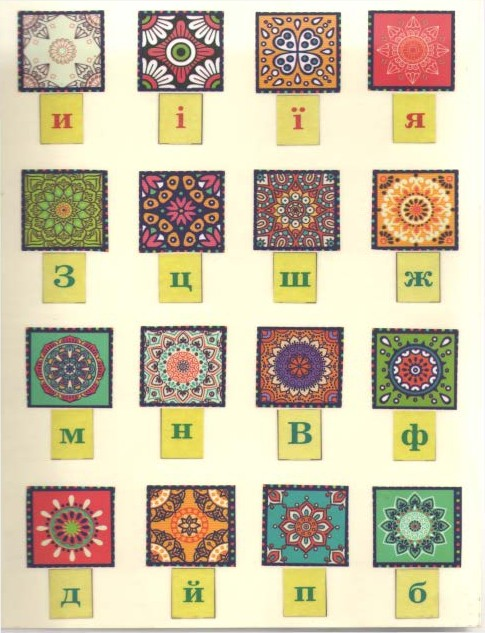 и і ї я
З ц ш ж
м н В ф
д й п б